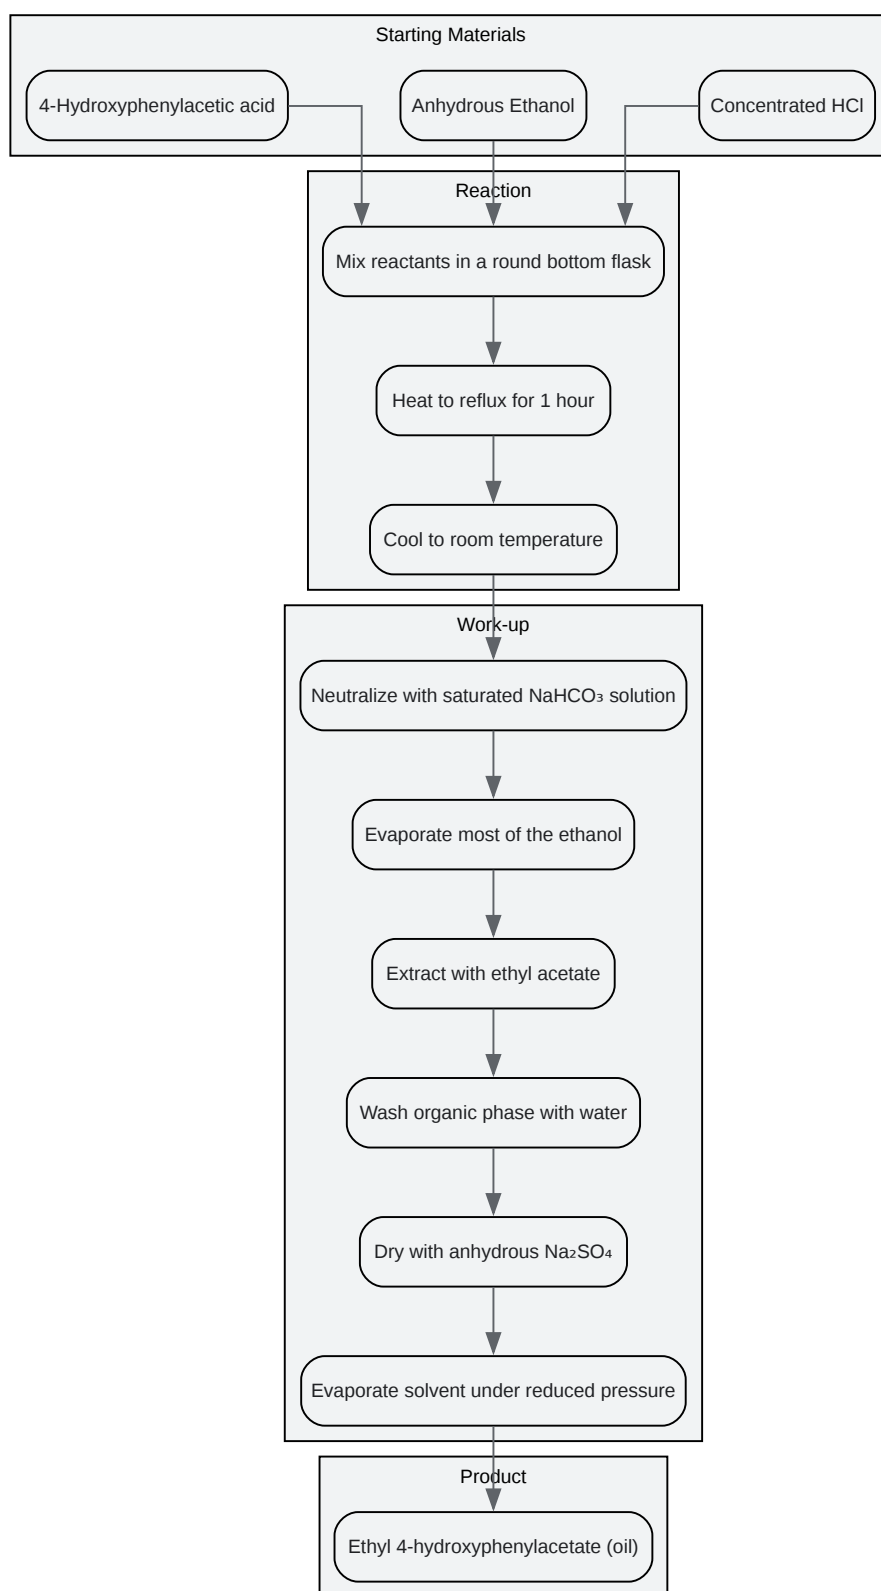 Starting Materials
4-Hydroxyphenylacetic acid
Anhydrous Ethanol
Concentrated HCl
Reaction
Mix reactants in a round bottom flask
Heat to reflux for 1 hour
Cool to room temperature
Work-up
Neutralize with saturated NaHCO₃ solution
Evaporate most of the ethanol
Extract with ethyl acetate
Wash organic phase with water
Dry with anhydrous Na₂SO₄
Evaporate solvent under reduced pressure
Product
Ethyl 4-hydroxyphenylacetate (oil)